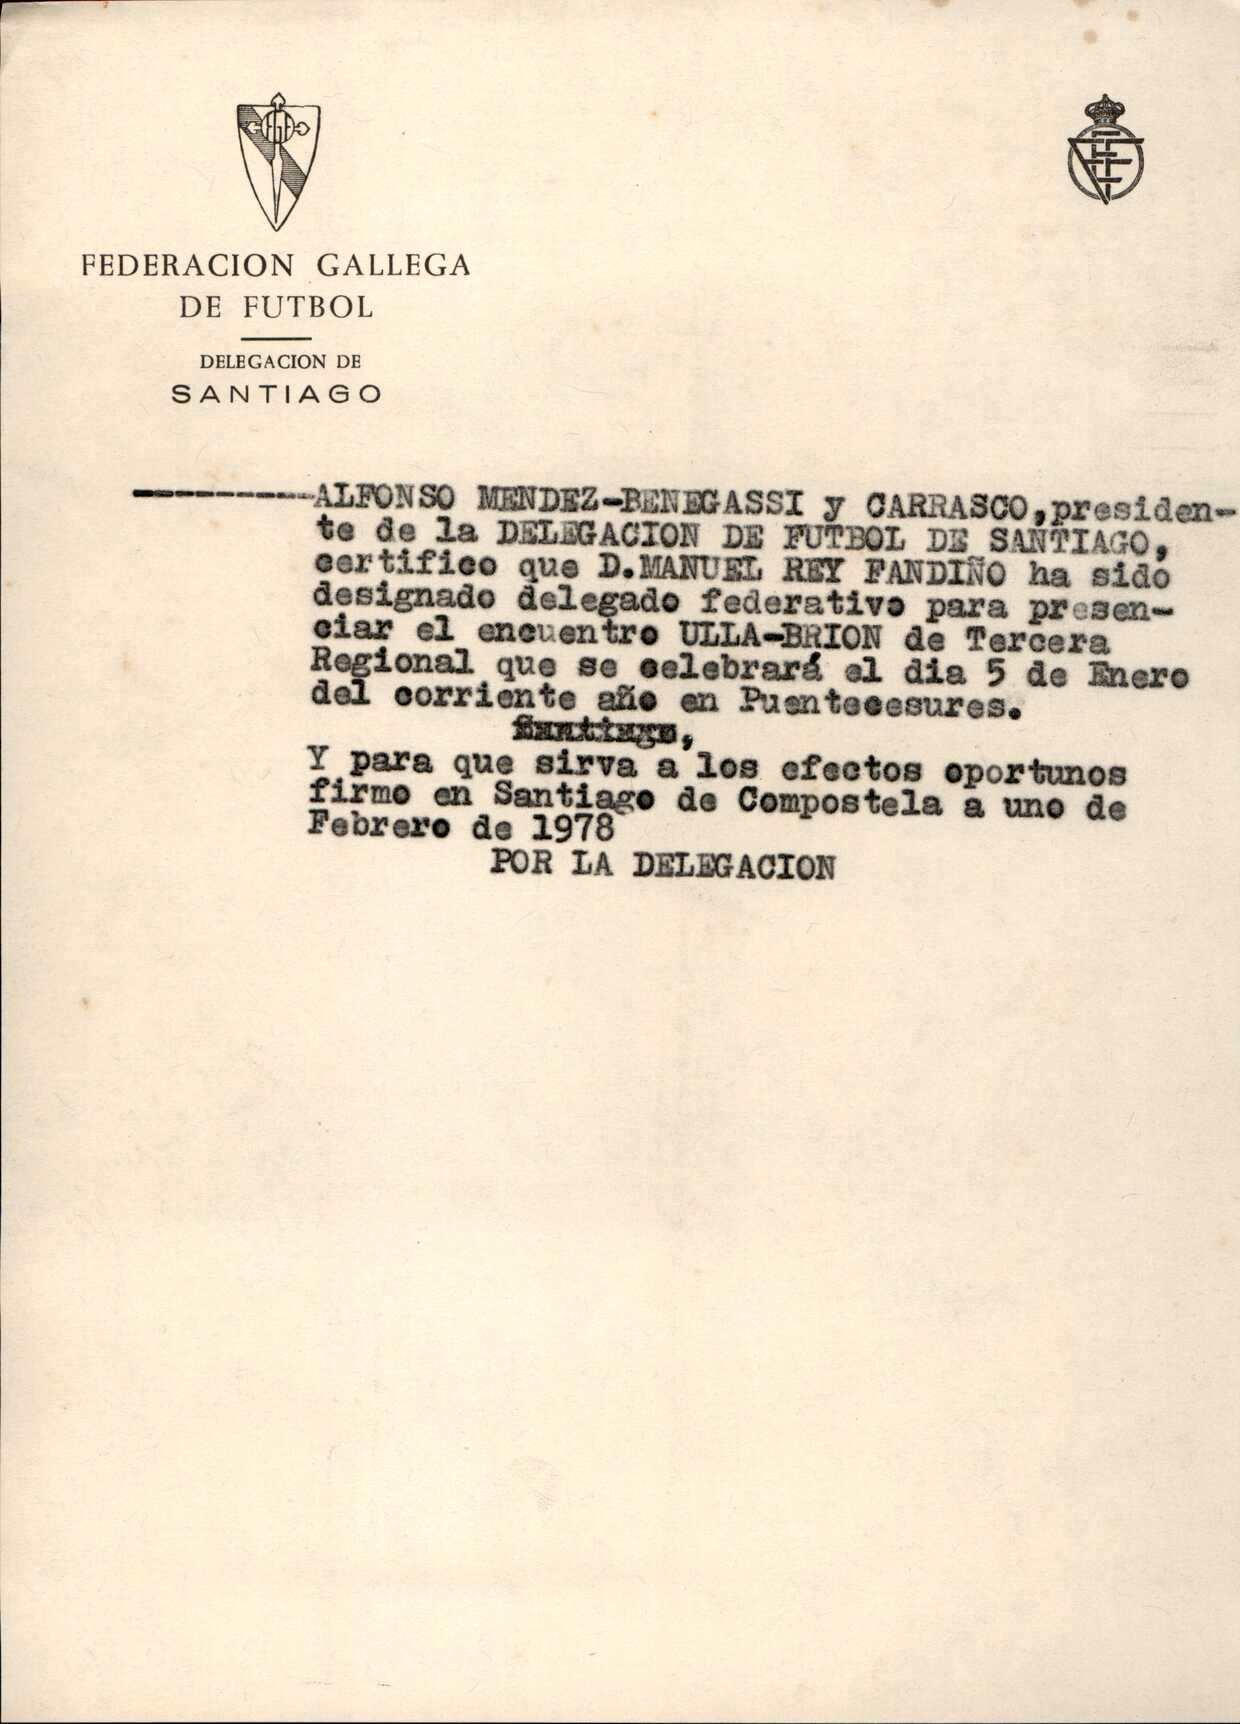 FEDERACION GALLEGA
DE FUTBOL
DELEGACION DE
SANTIAGO
----------ALFONSO MENDEZ-BENEGASSI y CARRASCO,presiden-
te de la DELEGACION DE FUTBOL DE SANTIAGO,
certifico que D.MANUEL REY FANDIÑO ha sido
designado delegado federativo para presen-
ciar el encuentro ULLA-BRION de Tercera
Regional que se celebrará el dia 5 de Enero
del corriente año en Puentecesures.
Santiago,
Y para que sirva a los efectos oportunos
firmo en Santiago de Compostela a uno de
Febrero de 1978
POR LA DELEGACION